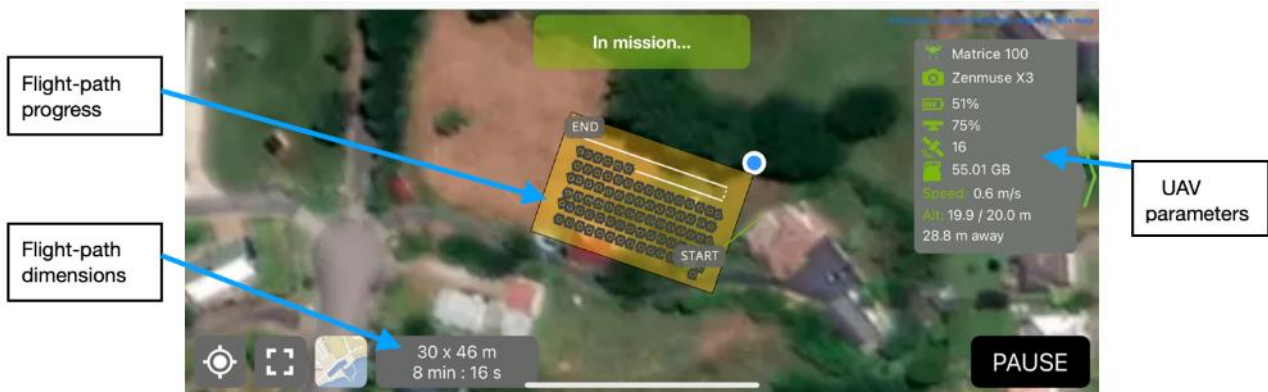 In mission...
Flight-path
progress
END
START
Matrice 100
Zenmuse X3
51%
75%
16
55.01 GB
Speed: 0.6 m/s
Alt: 19.9 / 20.0 m
28.8 m away
UAV
parameters
Flight-path
dimensions
30 x 46 m
8 min : 16 s
PAUSE